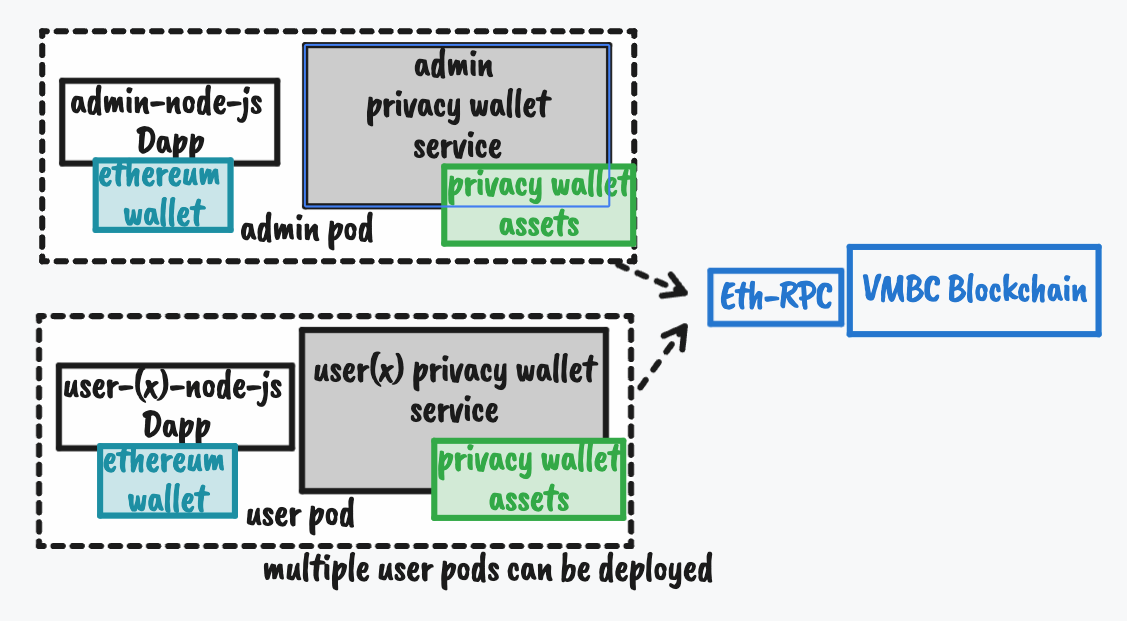 admin
privacy wallet
service
admin-node-js
Dapp
ethereum
wallet
privacy wallet
assets
admin pod
Eth-RPC
VMBC Blockchain
user(x) privacy wallet
service
user-(x)-node-js
Dapp
ethereum
wallet
privacy wallet
assets
user pod
multiple user pods can be deployed